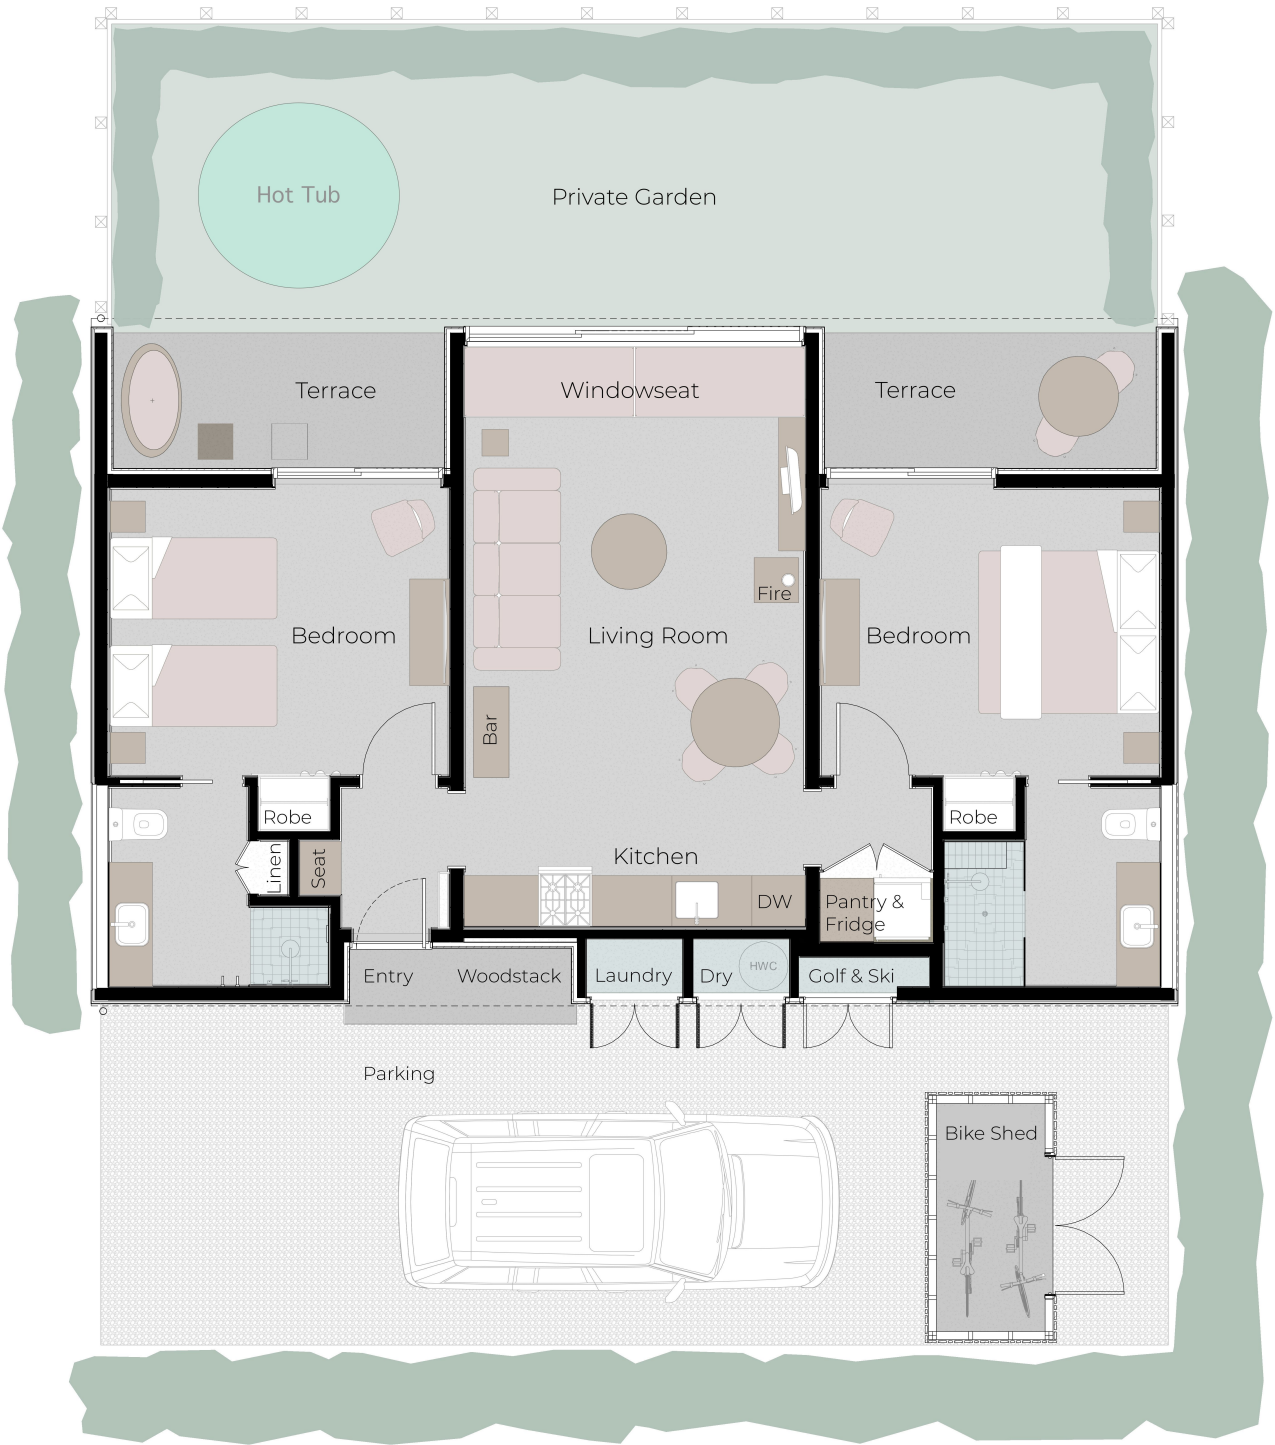 Hot Tub
Private Garden
Terrace
Windowseat
Terrace
Fire
Bedroom
Living Room
Bedroom
Bar
Robe
Robe
Kitchen
Linen
Seat
DW
Pantry &
Fridge
Entry
Woodstack
Laundry
Dry
HWC
Golf & Ski
Parking
Bike Shed